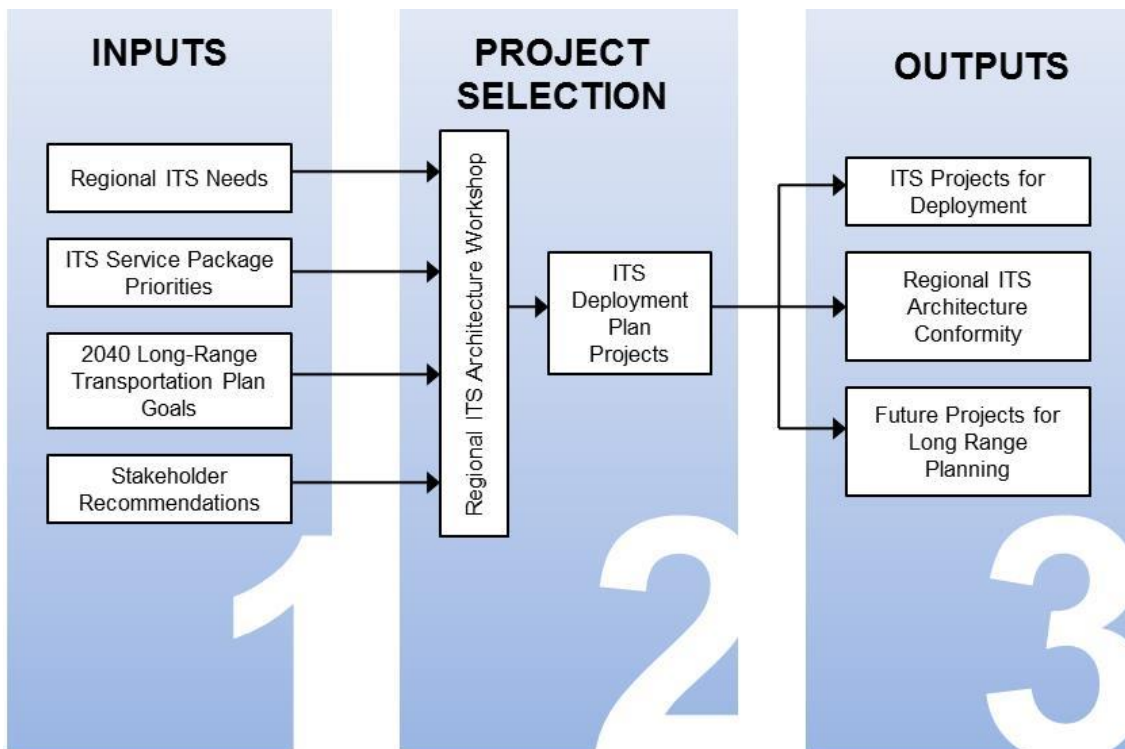 INPUTS
Regional ITS Needs
ITS Service Package
Priorities
2040 Long-Range
Transportation Plan
Goals
Stakeholder
Recommendations
1
PROJECT
SELECTION
Regional ITS Architecture Workshop
ITS
Deployment
Plan
Projects
2
OUTPUTS
ITS Projects for
Deployment
Regional ITS
Architecture
Conformity
Future Projects for
Long Range
Planning
3